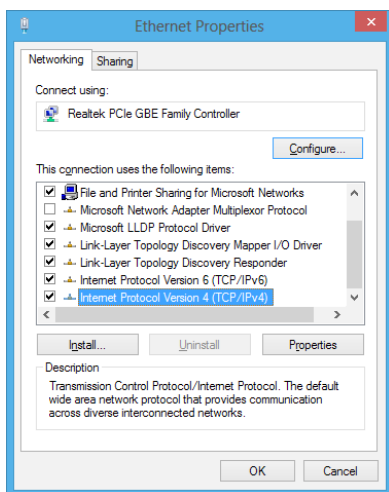 Ethernet Properties
Networking
Sharing
Connect using:
Realtek PCIe GBE Family Controller
Configure...
This connection uses the following items:
File and Printer Sharing for Microsoft Networks
Microsoft Network Adapter Multiplexor Protocol
Microsoft LLDP Protocol Driver
Link-Layer Topology Discovery Mapper I/O Driver
Link-Layer Topology Discovery Responder
Internet Protocol Version 6 (TCP/IPv6)
Internet Protocol Version 4 (TCP/IPv4)
Install...
Uninstall
Properties
Description
Transmission Control Protocol/Internet Protocol. The default
wide area network protocol that provides communication
across diverse interconnected networks.
OK
Cancel